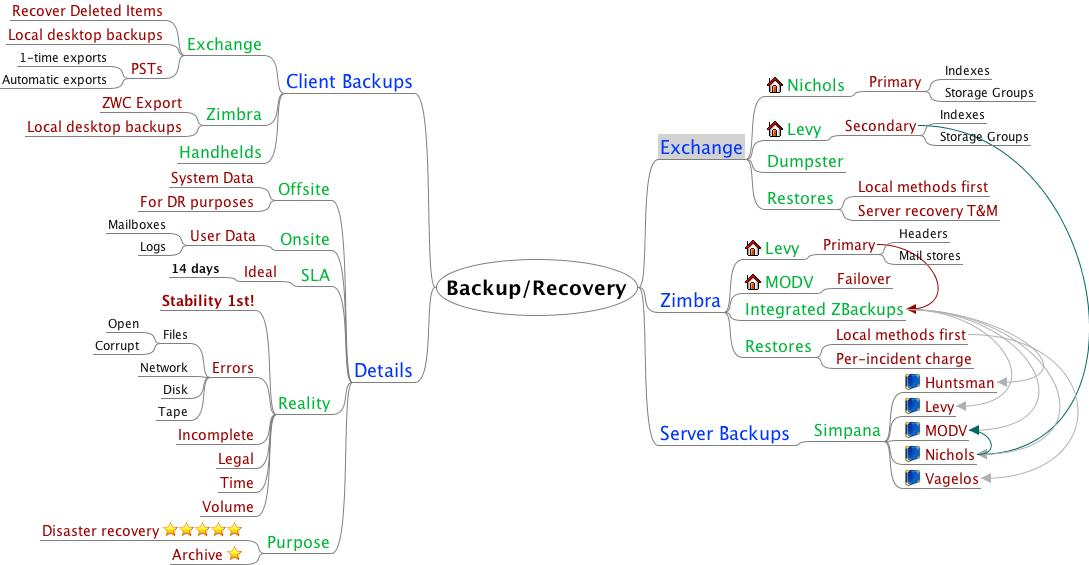 Backup/Recovery
Client Backups
Exchange
Recover Deleted Items
Local desktop backups
PSTs
1-time exports
Automatic exports
Zimbra
ZWC Export
Local desktop backups
Handhelds
Details
Offsite
System Data
For DR purposes
Onsite
User Data
Mailboxes
Logs
SLA
Ideal
14 days
Reality
Stability 1st!
Errors
Files
Open
Corrupt
Network
Disk
Tape
Incomplete
Legal
Time
Volume
Purpose
Disaster recovery
Archive
Exchange
Nichols
Primary
Indexes
Storage Groups
Levy
Secondary
Indexes
Storage Groups
Dumpster
Restores
Local methods first
Server recovery T&M
Zimbra
Levy
Primary
Headers
Mail stores
MODV
Failover
Integrated ZBackups
Restores
Local methods first
Per-incident charge
Server Backups
Simpana
Huntsman
Levy
MODV
Nichols
Vagelos